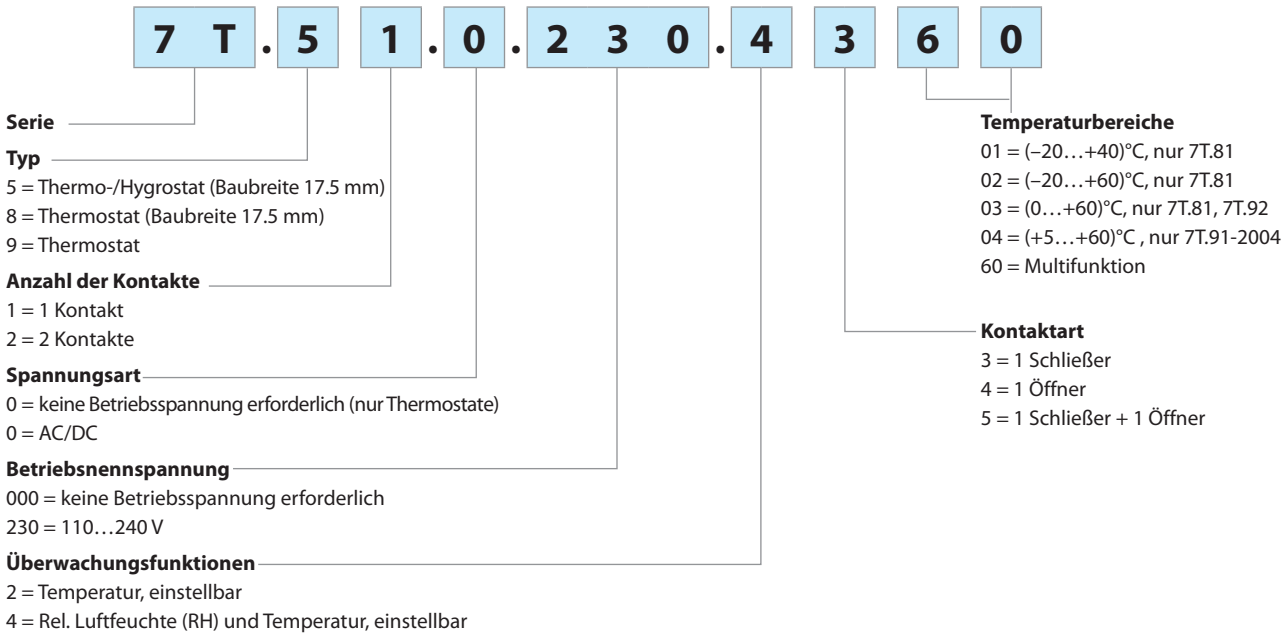 7 T . 5 1 . 0 . 2 3 0 . 4 3 6 0
Serie
Typ
5 = Thermo-/Hygrostat (Baubreite 17.5 mm)
8 = Thermostat (Baubreite 17.5 mm)
9 = Thermostat
Anzahl der Kontakte
1 = 1 Kontakt
2 = 2 Kontakte
Spannungsart
0 = keine Betriebsspannung erforderlich (nur Thermostate)
0 = AC/DC
Betriebsnennspannung
000 = keine Betriebsspannung erforderlich
230 = 110…240 V
Überwachungsfunktionen
2 = Temperatur, einstellbar
4 = Rel. Luftfeuchte (RH) und Temperatur, einstellbar
Temperaturbereiche
01 = (–20…+40)°C, nur 7T.81
02 = (–20…+60)°C, nur 7T.81
03 = (0…+60)°C, nur 7T.81, 7T.92
04 = (+5…+60)°C , nur 7T.91-2004
60 = Multifunktion
Kontaktart
3 = 1 Schließer
4 = 1 Öffner
5 = 1 Schließer + 1 Öffner